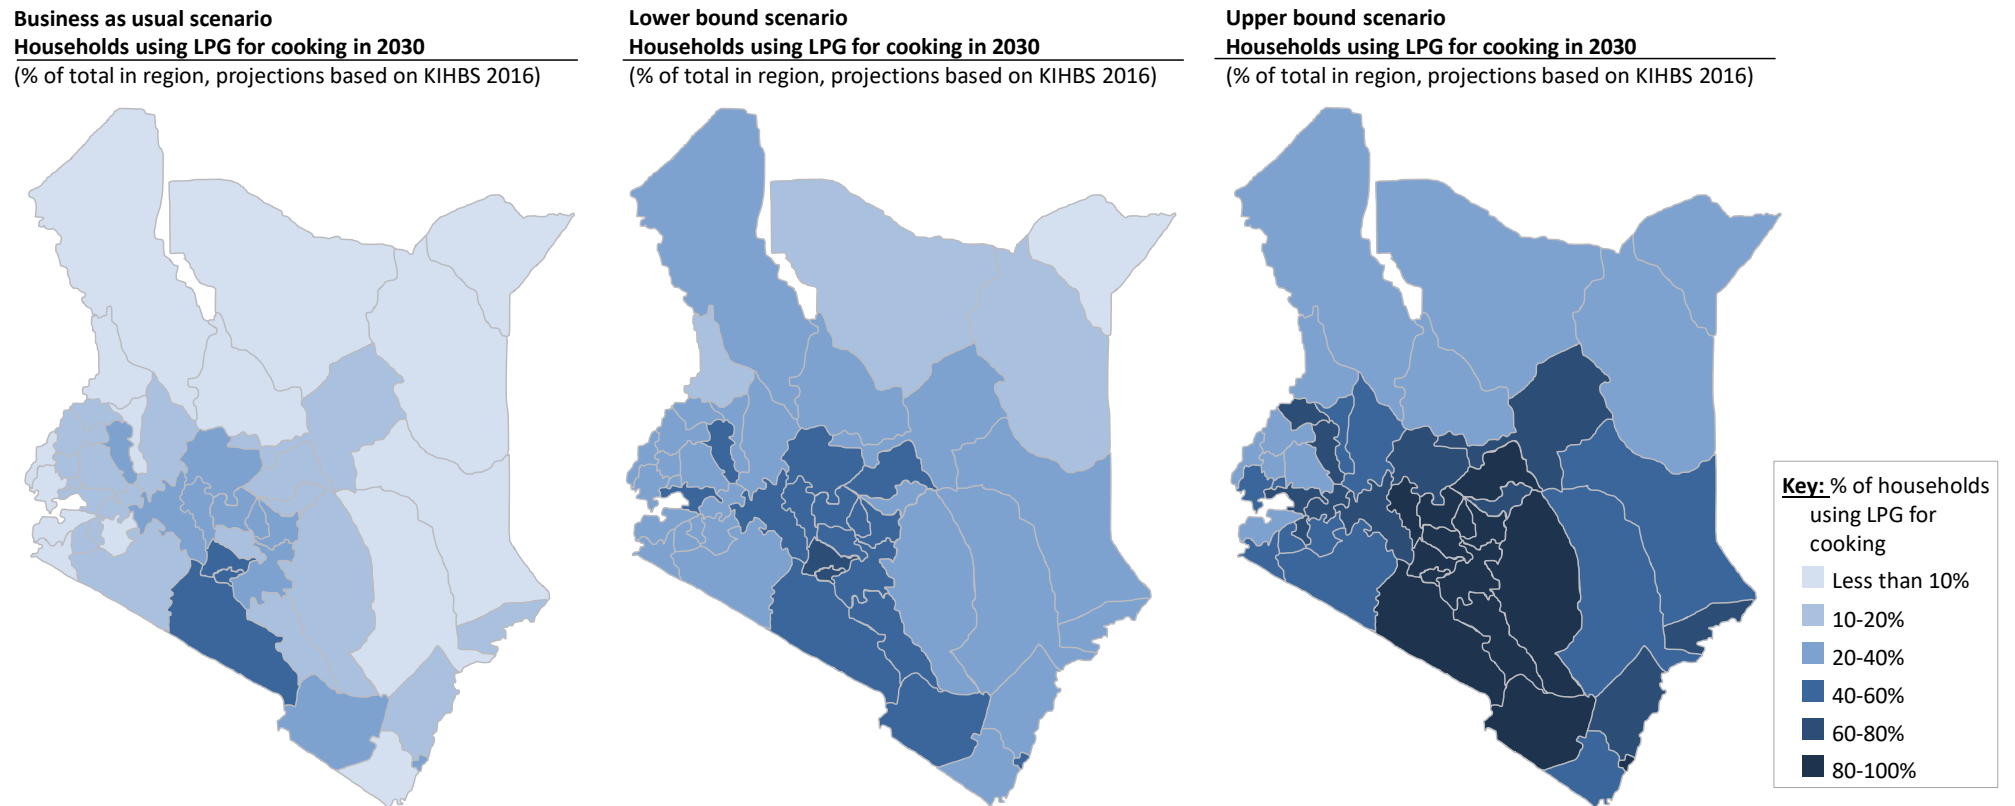 Business as usual scenario
Households using LPG for cooking in 2030
(% of total in region, projections based on KIHBS 2016)
Lower bound scenario
Households using LPG for cooking in 2030
(% of total in region, projections based on KIHBS 2016)
Upper bound scenario
Households using LPG for cooking in 2030
(% of total in region, projections based on KIHBS 2016)
Key: % of households
using LPG for
cooking
Less than 10%
10-20%
20-40%
40-60%
60-80%
80-100%